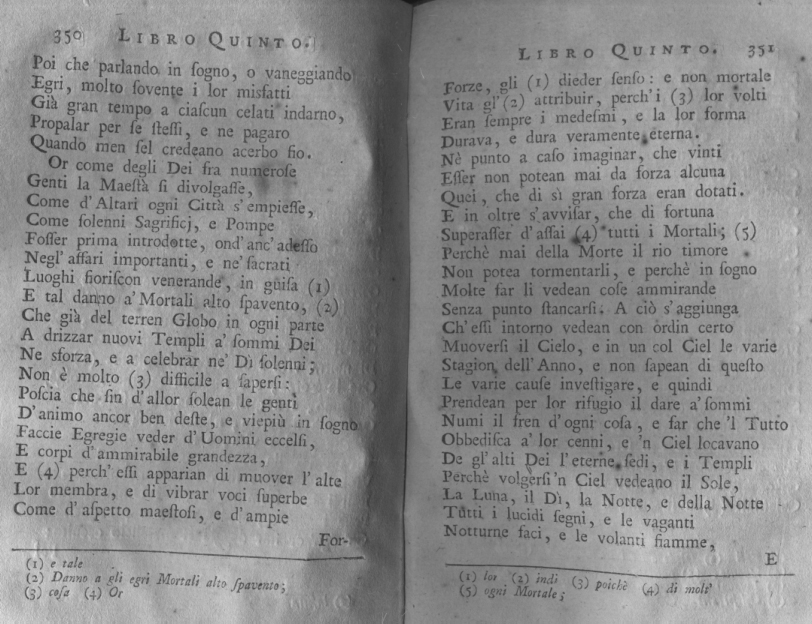 350 LIBRO QUINTO.
Poi che parlando in ſogno, o vaneggiando
Egri, molto ſovente i lor misfatti
Già gran tempo a ciaſcun celati indarno,
Propalar per ſe ſteſſi, e ne pagaro
Quando men ſel credeano acerbo fio.
Or come degli Dei fra numeroſe
Genti la Maeſtà ſi divolgaſſe,
Come d'Altari ogni Città s'empieſſe,
Come ſolenni Sagrificj, e Pompe
Foſſer prima introdotte, ond'anc'adeſſo
Negl'affari importanti, e ne'ſacrati
Luoghi fioriſcon venerande, in guiſa (1)
E tal danno a'Mortali alto ſpavento, (2)
Che già del terren Globo in ogni parte
A drizzar nuovi Templi a'ſommi Dei
Ne sforza, e a celebrar ne'Dì ſolenni;
Non è molto (3) difficile a ſaperſi:
Poſcia che fin d'allor ſolean le genti
D'animo ancor ben deſte, e viepiù in ſogno
Faccie Egregie veder d'Uomini eccelſi,
E corpi d'ammirabile grandezza,
E (4) perch'eſſi apparian di muover l'alte
Lor membra, e di vibrar voci ſuperbe
Come d'aſpetto maeſtoſi, e d'ampie
For-
(1) e tale
(2) Danno a gli egri Mortali alto ſpavento;
(3) coſa (4) Or
LIBRO QUINTO. 351
Forze, gli (1) dieder ſenſo: e non mortale
Vita gl'(2) attribuir, perch'i (3) lor volti
Eran ſempre i medeſmi, e la lor forma
Durava, e dura veramente eterna.
Nè punto a caſo imaginar, che vinti
Eſſer non potean mai da forza alcuna
Quei, che di sì gran forza eran dotati.
E in oltre s'avviſar, che di fortuna
Superaſſer d'aſſai (4) tutti i Mortali; (5)
Perchè mai della Morte il rio timore
Non potea tormentarli, e perchè in ſogno
Molte far li vedean coſe ammirande
Senza punto ſtancarſi. A ciò s'aggiunga
Ch'eſſi intorno vedean con ordin certo
Muoverſi il Cielo, e in un col Ciel le varie
Stagion dell'Anno, e non ſapean di queſto
Le varie cauſe inveſtigare, e quindi
Prendean per lor rifugio il dare a'ſommi
Numi il fren d'ogni coſa, e far che 'l Tutto
Obbediſca a'lor cenni, e 'n Ciel locavano
De gl'alti Dei l'eterne ſedi, e i Templi
Perchè volgerſi 'n Ciel vedeano il Sole,
La Luna, il Dì, la Notte, e della Notte
Tutti i lucidi ſegni, e le vaganti
Notturne faci, e le volanti fiamme,
E
(1) lor (2) indi (3) poichè (4) di molt'
(5) ogni Mortale;